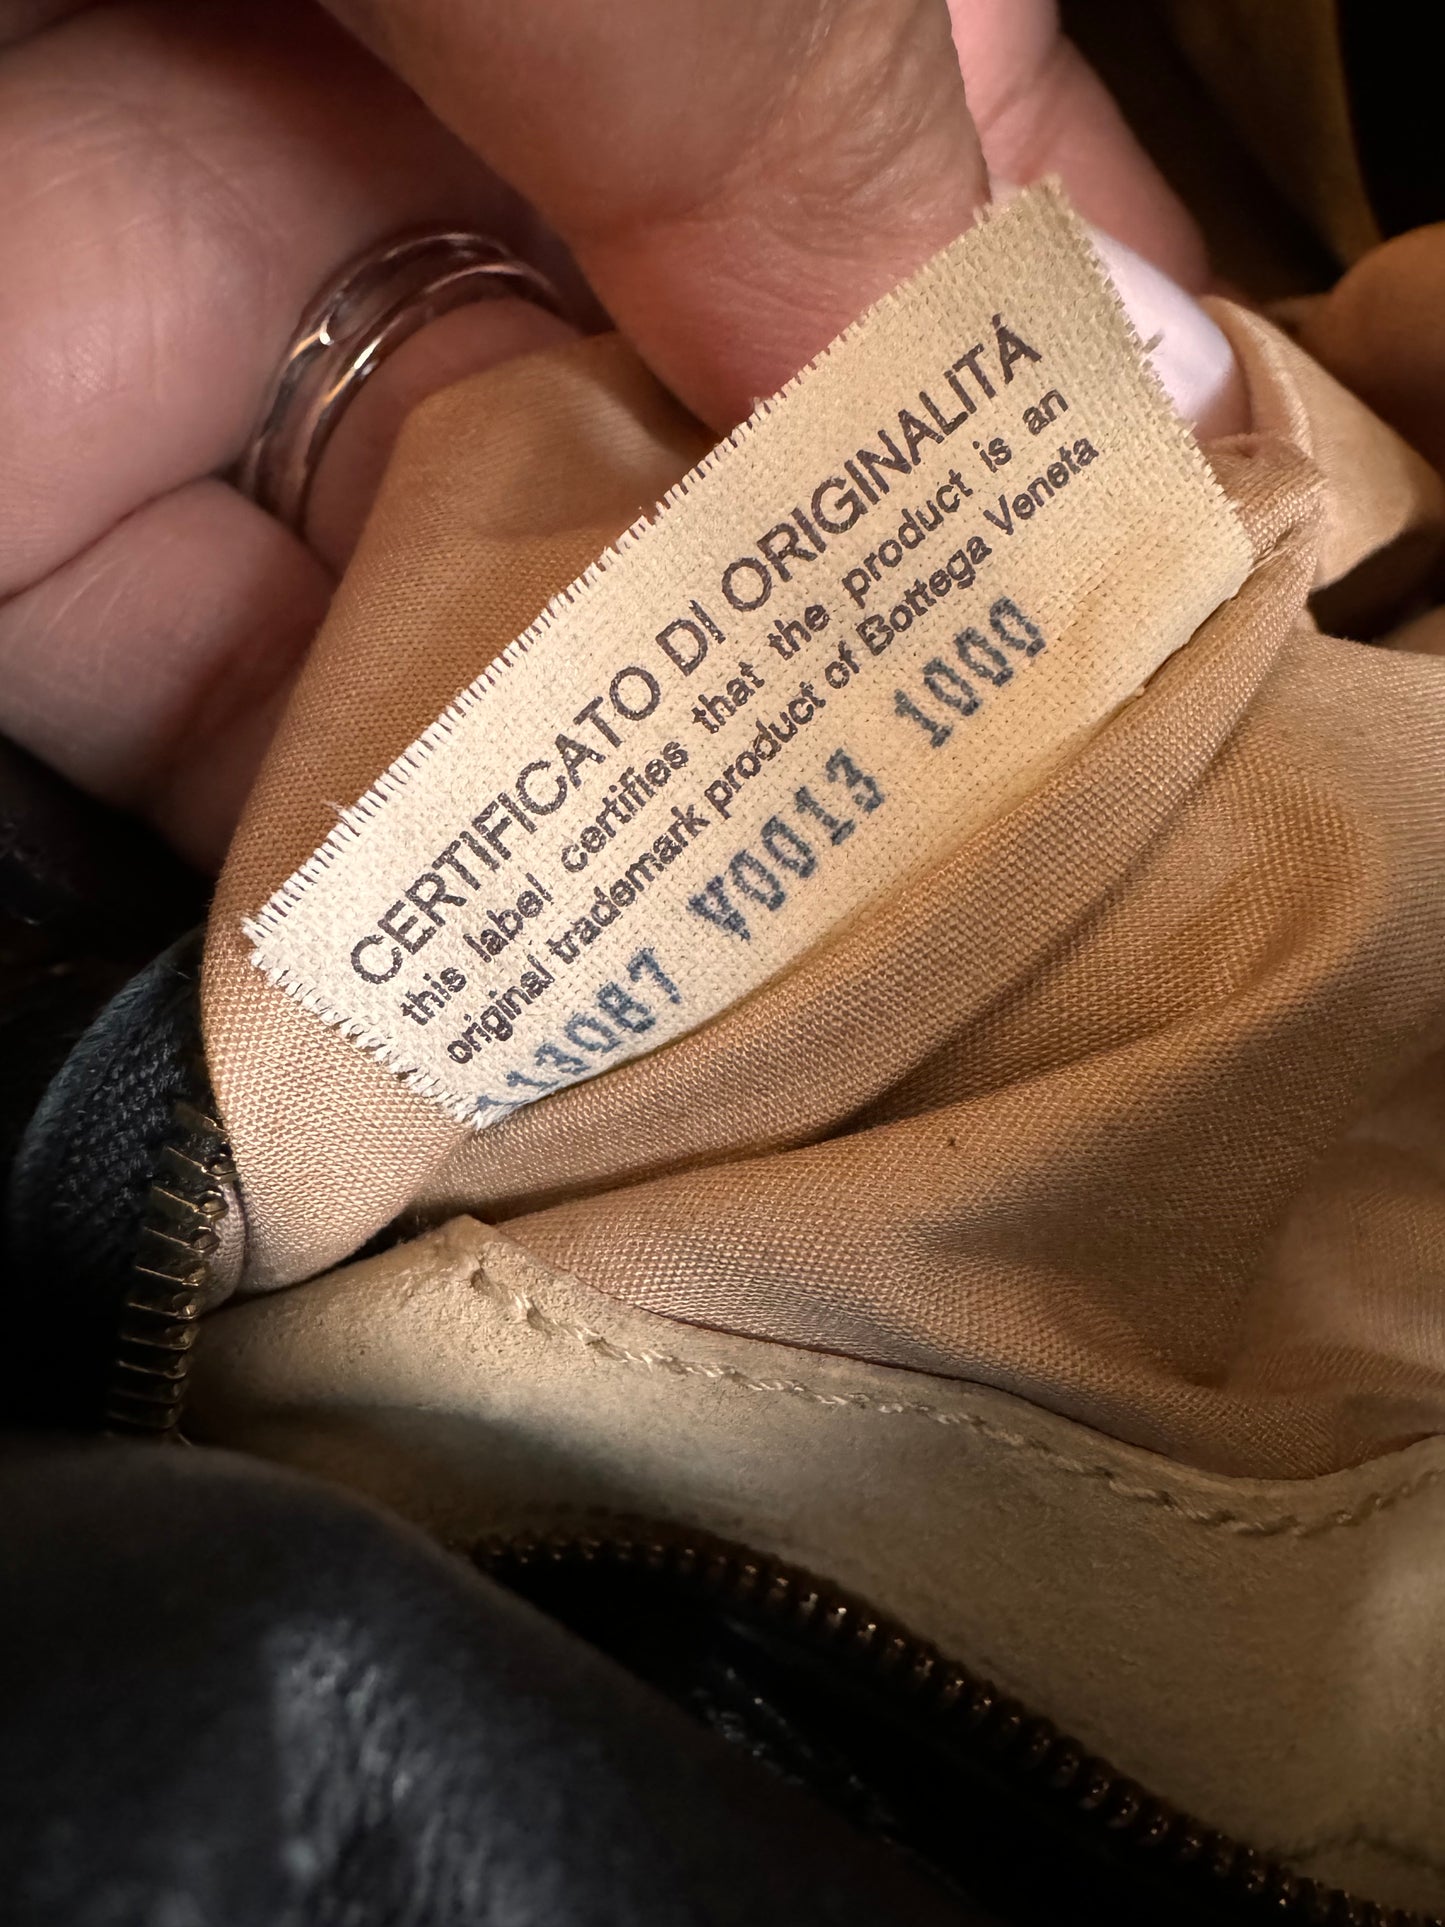 CERTIFICATO DI ORIGINALITÁ
this label certifies that the product is an
original trademark product of Bottega Veneta
113087 V0013 1000